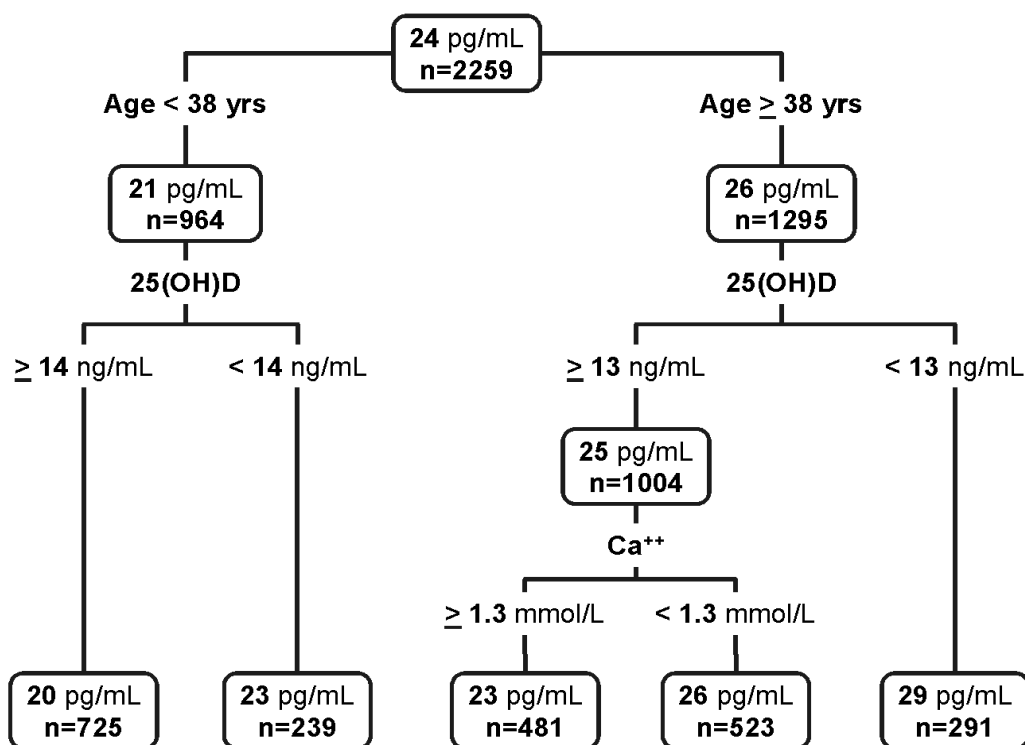 24 pg/mL
n=2259
Age < 38 yrs
Age ≥ 38 yrs
21 pg/mL
n=964
26 pg/mL
n=1295
25(OH)D
25(OH)D
≥ 14 ng/mL
< 14 ng/mL
≥ 13 ng/mL
< 13 ng/mL
25 pg/mL
n=1004
Ca⁺⁺
≥ 1.3 mmol/L
< 1.3 mmol/L
20 pg/mL
n=725
23 pg/mL
n=239
23 pg/mL
n=481
26 pg/mL
n=523
29 pg/mL
n=291